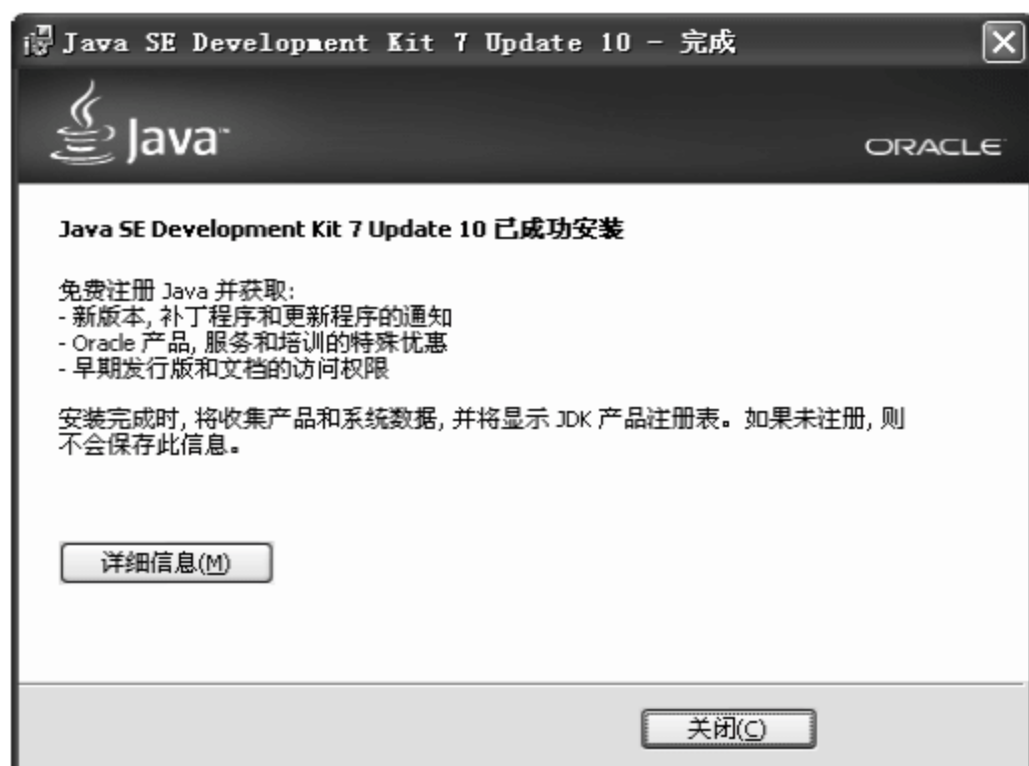 Java SE Development Kit 7 Update 10 - 完成
Java™
ORACLE
Java SE Development Kit 7 Update 10 已成功安装
免费注册 Java 并获取:
- 新版本, 补丁程序和更新程序的通知
- Oracle 产品, 服务和培训的特殊优惠
- 早期发行版和文档的访问权限
安装完成时, 将收集产品和系统数据, 并将显示 JDK 产品注册表。如果未注册, 则
不会保存此信息。
详细信息(M)
关闭(C)